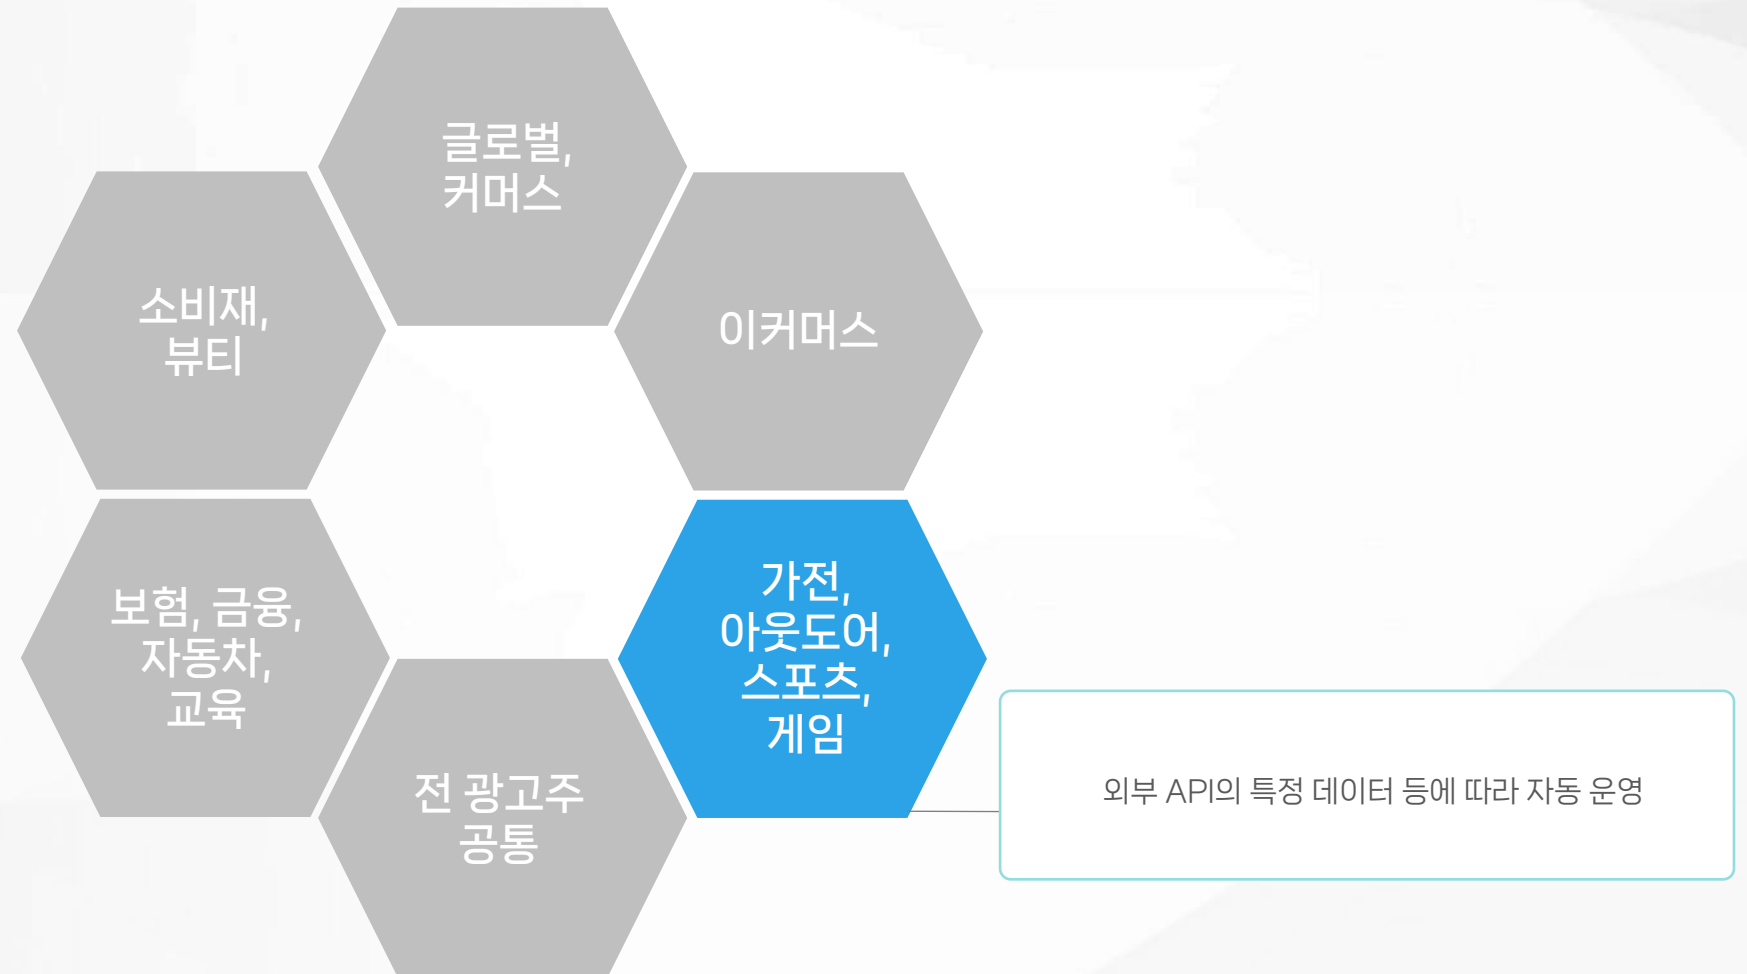 글로벌,
커머스
소비재,
뷰티
이커머스
보험, 금융,
자동차,
교육
가전,
아웃도어,
스포츠,
게임
전 광고주
공통
외부 API의 특정 데이터 등에 따라 자동 운영